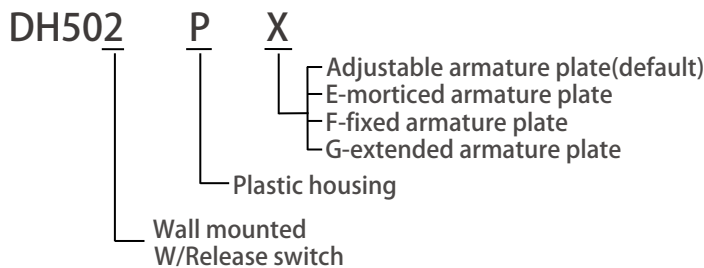 DH502 P X
Adjustable armature plate(default)
E-morticed armature plate
F-fixed armature plate
G-extended armature plate
Plastic housing
Wall mounted
W/Release switch